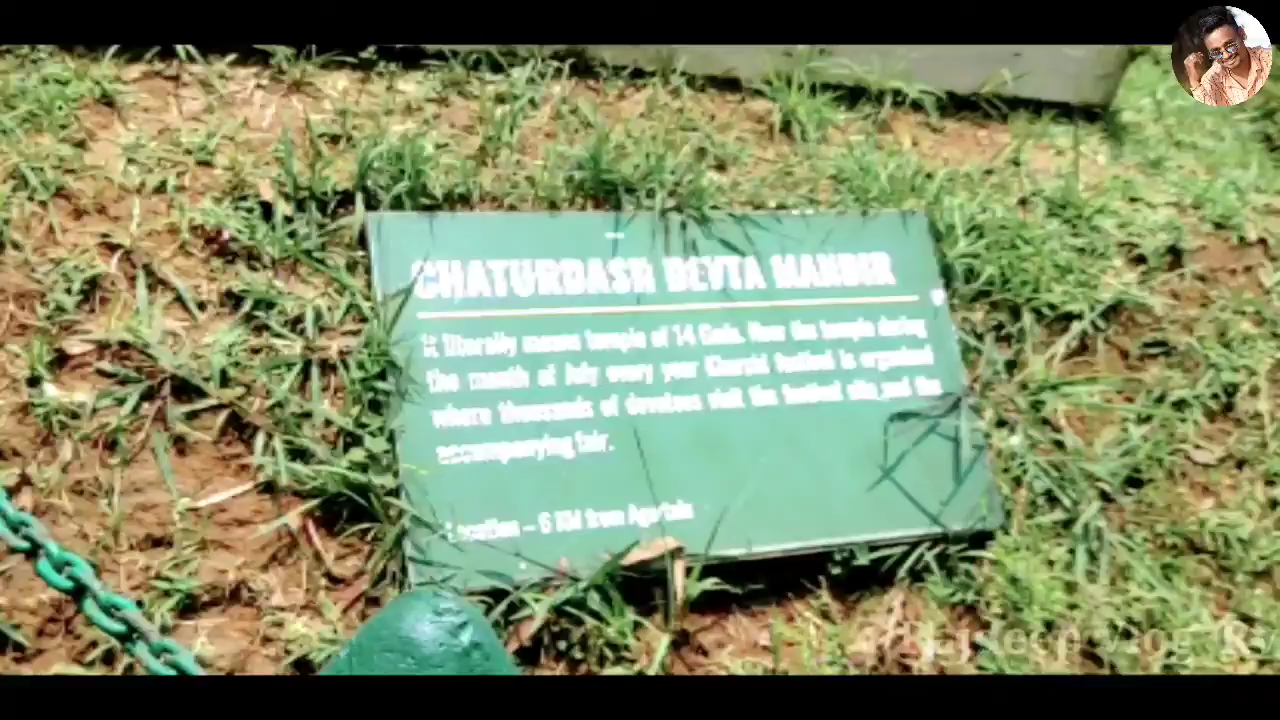 CHATURDASH DEVTA MANDIR
It literally means temple of 14 Gods. Near the temple during
the month of July every year Kharchi festival is organised
where thousands of devotees visit the festival site and the
accompanying fair.
Location – 6 KM from Agartala
vlog